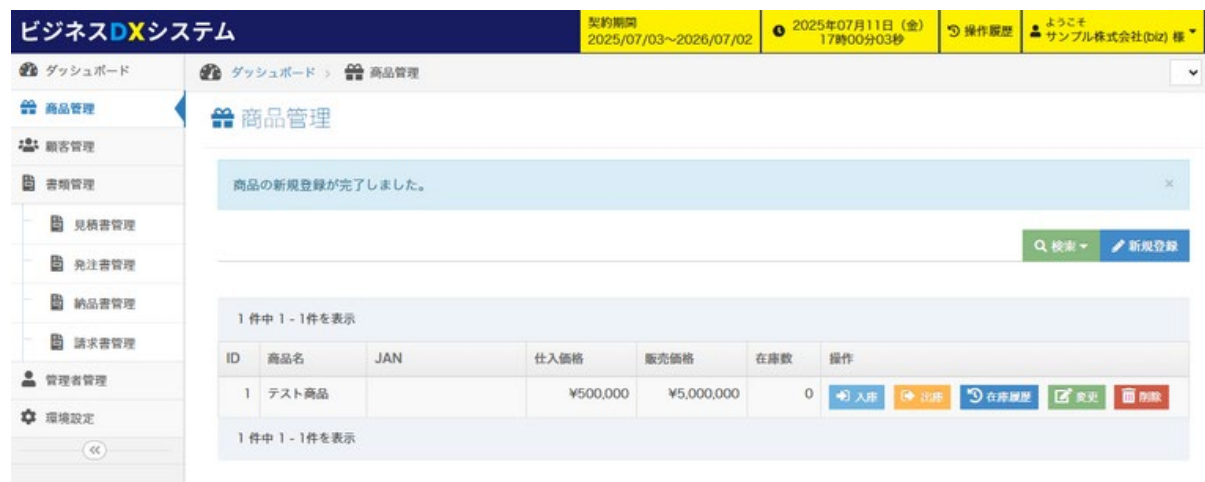 ビジネスDXシステム
契約期間
2025/07/03～2026/07/02
2025年07月11日（金）
17時00分03秒
操作履歴
ようこそ
サンプル株式会社(biz) 様
ダッシュボード
商品管理
顧客管理
書類管理
見積書管理
発注書管理
納品書管理
請求書管理
管理者管理
環境設定
ダッシュボード > 商品管理
商品管理
商品の新規登録が完了しました。 ×
検索 新規登録
1 件中 1 - 1件を表示
ID 商品名 JAN 仕入価格 販売価格 在庫数 操作
1 テスト商品 ¥500,000 ¥5,000,000 0 入庫 出庫 在庫履歴 変更 削除
1 件中 1 - 1件を表示